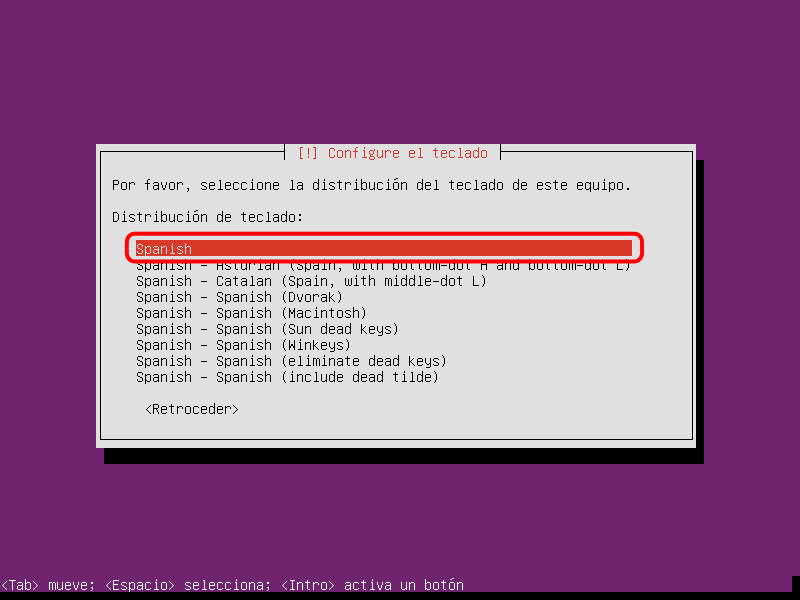 [!] Configure el teclado
Por favor, seleccione la distribución del teclado de este equipo.
Distribución de teclado:
Spanish
Spanish - Asturian (Spain, with bottom-dot H and bottom-dot L)
Spanish - Catalan (Spain, with middle-dot L)
Spanish - Spanish (Dvorak)
Spanish - Spanish (Macintosh)
Spanish - Spanish (Sun dead keys)
Spanish - Spanish (Winkeys)
Spanish - Spanish (eliminate dead keys)
Spanish - Spanish (include dead tilde)
<Retroceder>
<Tab> mueve; <Espacio> selecciona; <Intro> activa un botón